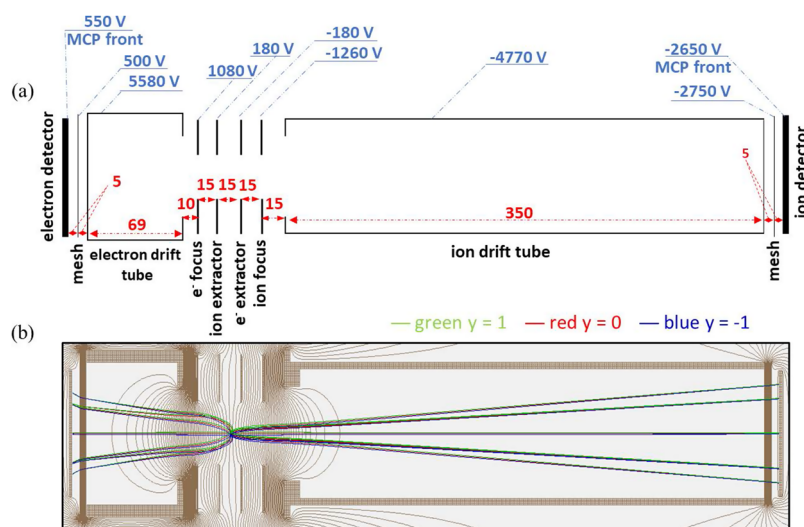 550 V
MCP front
500 V
5580 V
1080 V
180 V
-180 V
-1260 V
-4770 V
-2650 V
MCP front
-2750 V
(a)
electron detector
mesh
5
69
electron drift
tube
10
15
15
15
15
e- focus
ion extractor
e- extractor
ion focus
350
ion drift tube
5
mesh
ion detector
(b)
green y = 1
red y = 0
blue y = -1